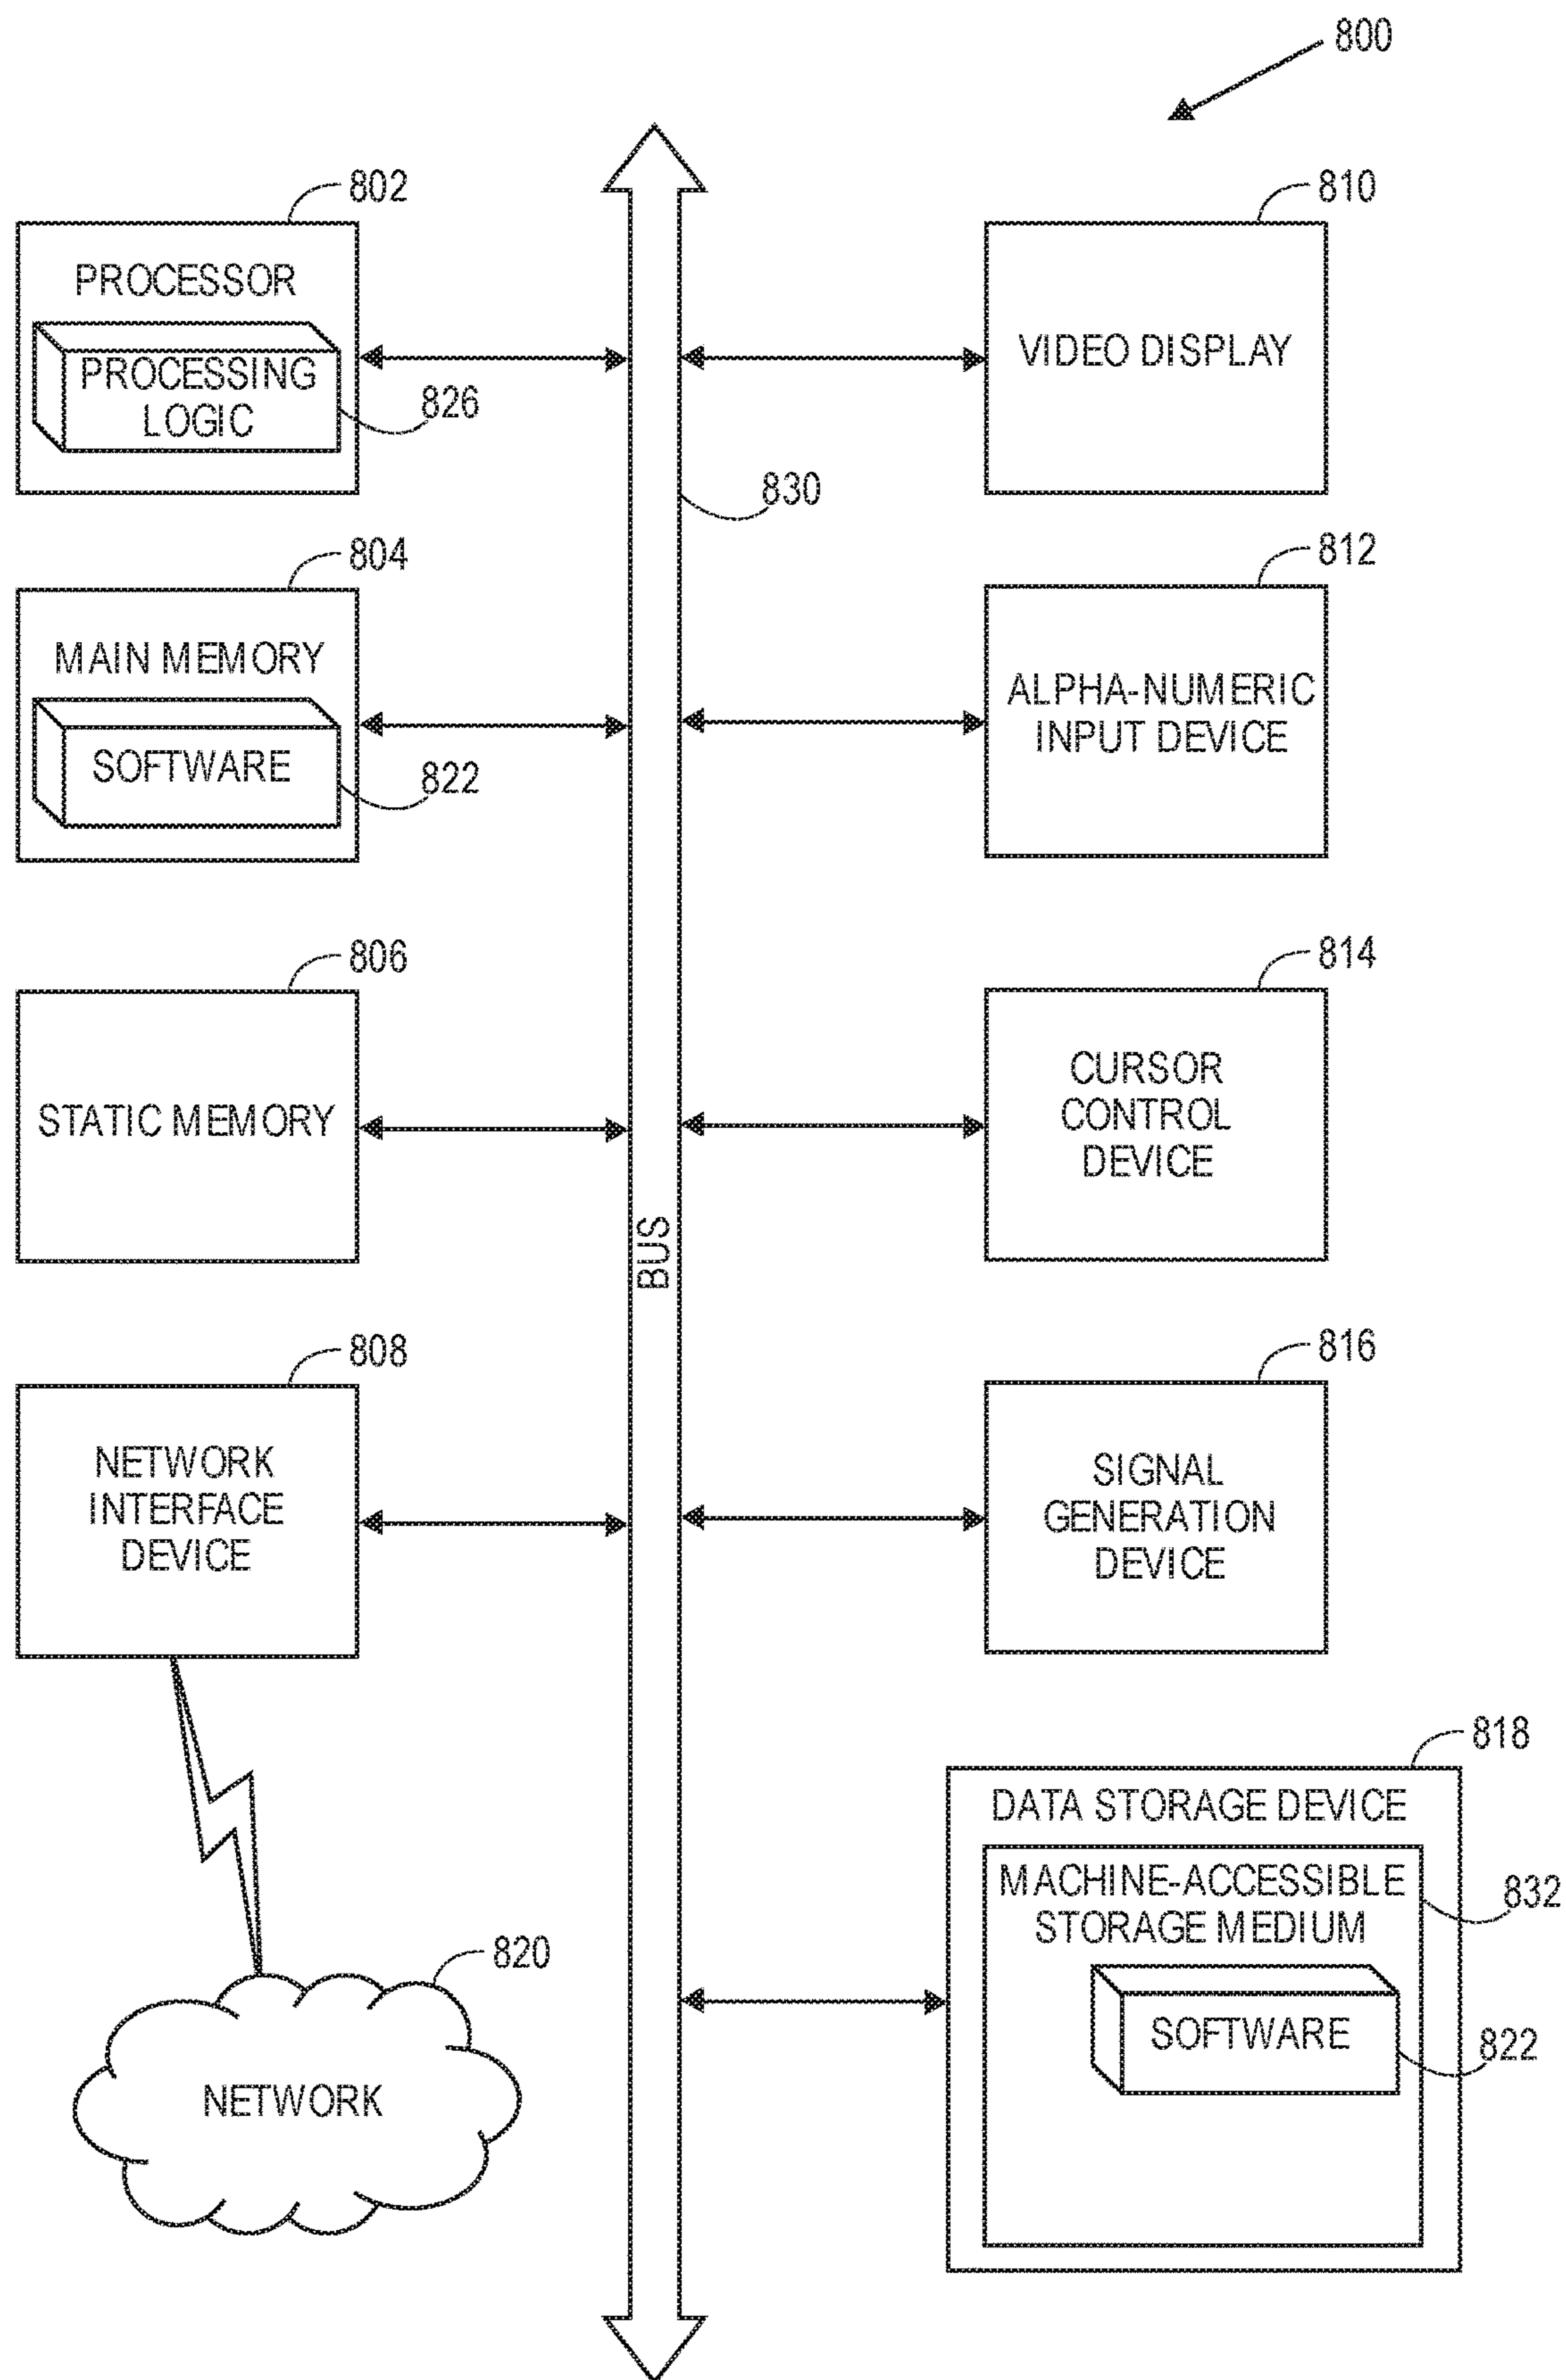 800
802
PROCESSOR
PROCESSING
LOGIC
826
810
VIDEO DISPLAY
830
804
MAIN MEMORY
SOFTWARE
822
812
ALPHA-NUMERIC
INPUT DEVICE
806
STATIC MEMORY
814
CURSOR
CONTROL
DEVICE
BUS
808
NETWORK
INTERFACE
DEVICE
816
SIGNAL
GENERATION
DEVICE
820
NETWORK
818
DATA STORAGE DEVICE
MACHINE-ACCESSIBLE
STORAGE MEDIUM
832
SOFTWARE
822